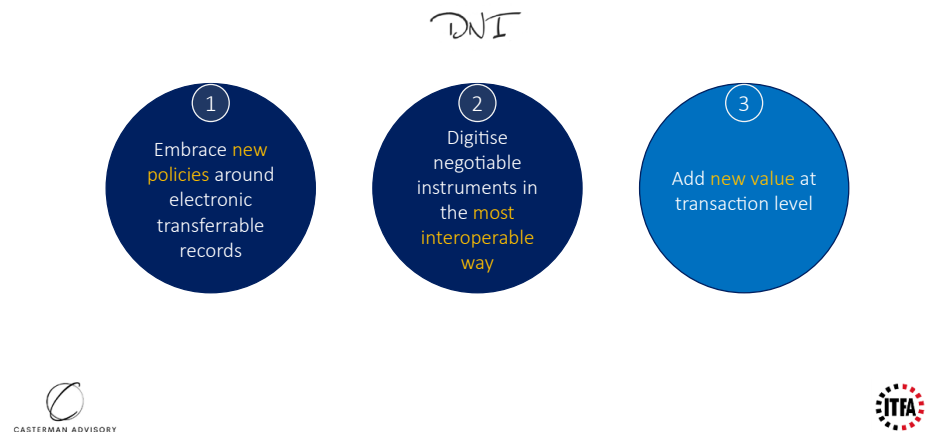 DNI
1
Embrace new
policies around
electronic
transferrable
records
2
Digitise
negotiable
instruments in
the most
interoperable
way
3
Add new value at
transaction level
CASTERMAN ADVISORY
ITFA